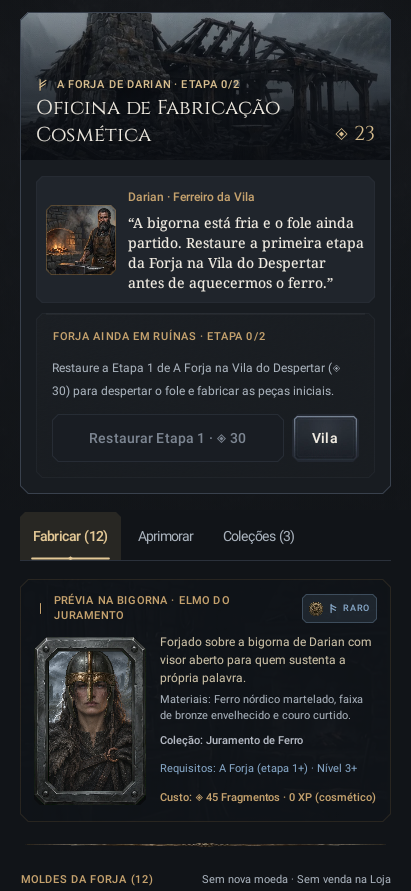 A FORJA DE DARIAN · ETAPA 0/2
Oficina de Fabricação
Cosmética
23
Darian · Ferreiro da Vila
“A bigorna está fria e o fole ainda
partido. Restaure a primeira etapa
da Forja na Vila do Despertar
antes de aquecermos o ferro.”
FORJA AINDA EM RUÍNAS · ETAPA 0/2
Restaure a Etapa 1 de A Forja na Vila do Despertar (◈
30) para despertar o fole e fabricar as peças iniciais.
Restaurar Etapa 1 · ◈ 30
Vila
Fabricar (12)
Aprimorar
Coleções (3)
PRÉVIA NA BIGORNA · ELMO DO
JURAMENTO
RARO
Forjado sobre a bigorna de Darian com
visor aberto para quem sustenta a
própria palavra.
Materiais: Ferro nórdico martelado, faixa
de bronze envelhecido e couro curtido.
Coleção: Juramento de Ferro
Requisitos: A Forja (etapa 1+) · Nível 3+
Custo: ◈ 45 Fragmentos · 0 XP (cosmético)
MOLDES DA FORJA (12)
Sem nova moeda · Sem venda na Loja